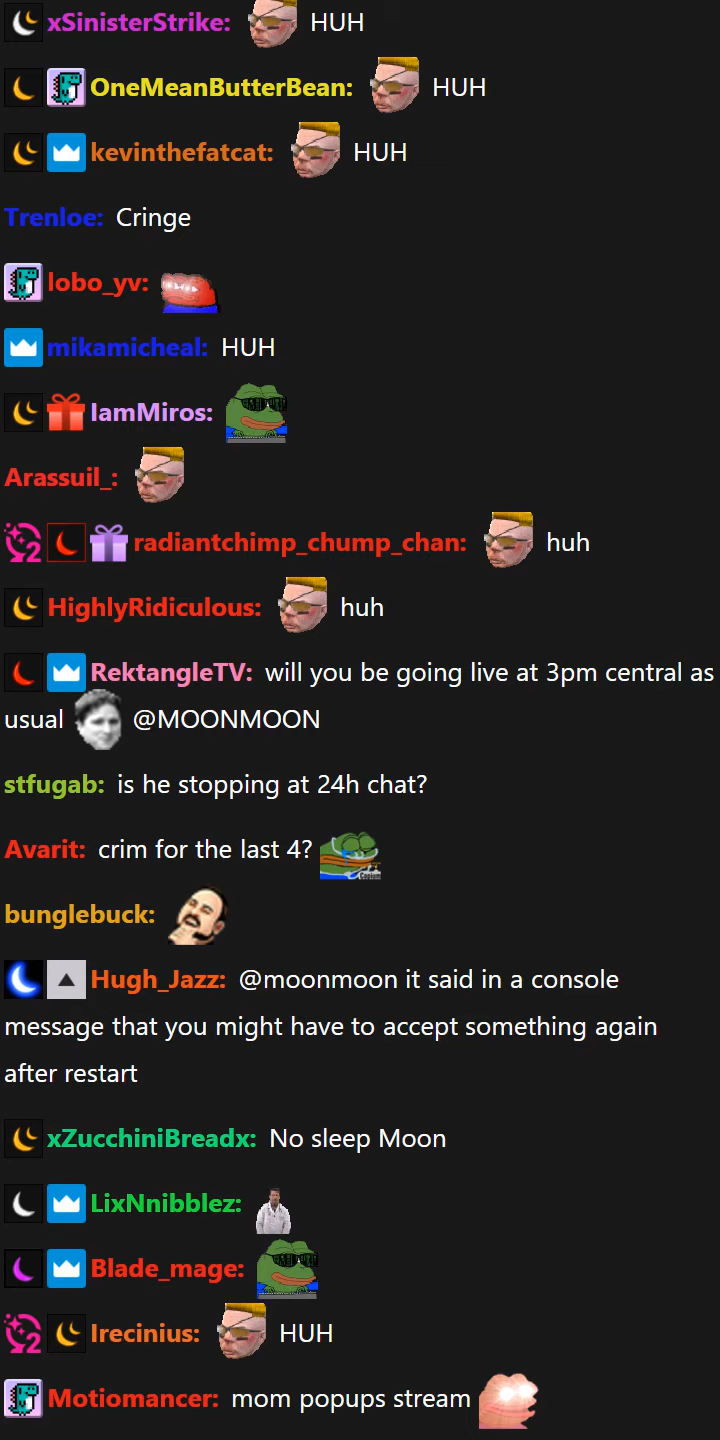 xSinisterStrike: HUH
OneMeanButterBean: HUH
kevinthefatcat: HUH
Trenloe: Cringe
lobo_yv:
mikamicheal: HUH
IamMiros:
Arassuil_:
2 radiantchimp_chump_chan: huh
HighlyRidiculous: huh
RektangleTV: will you be going live at 3pm central as
usual @MOONMOON
stfugab: is he stopping at 24h chat?
Avarit: crim for the last 4?
bunglebuck:
Hugh_Jazz: @moonmoon it said in a console
message that you might have to accept something again
after restart
xZucchiniBreadx: No sleep Moon
LixNnibblez:
Blade_mage:
2 Irecinius: HUH
Motiomancer: mom popups stream